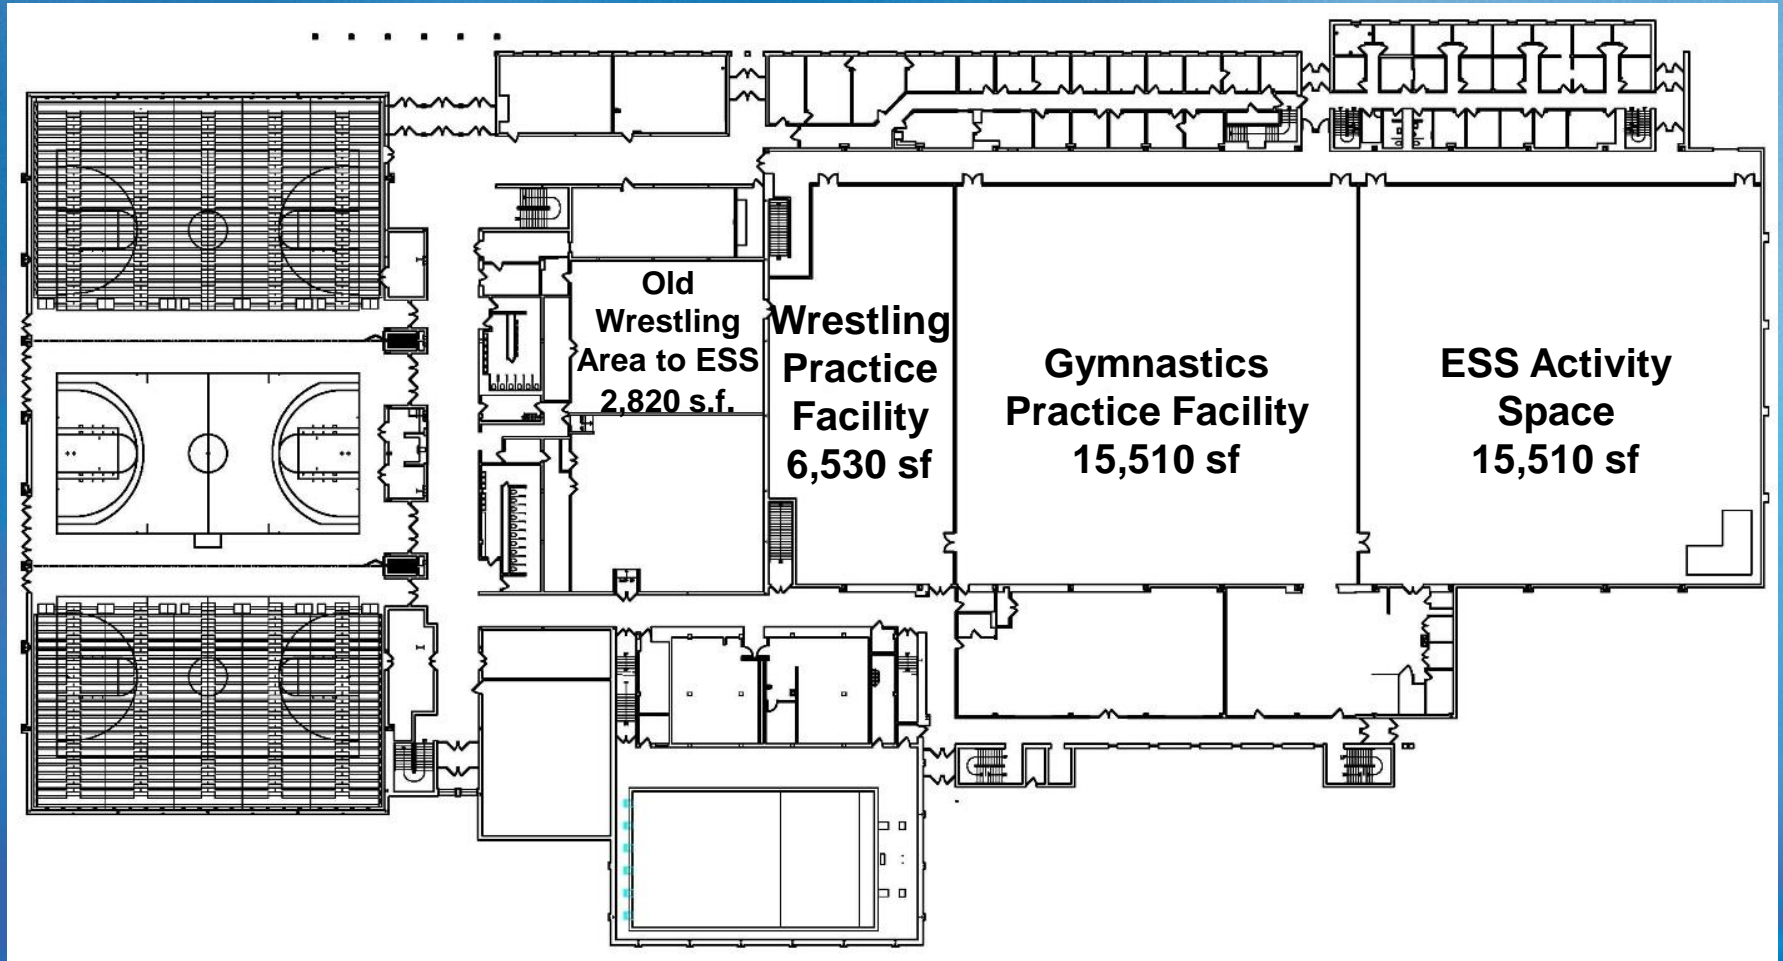 Old
Wrestling
Area to ESS
2,820 s.f.
Wrestling
Practice
Facility
6,530 sf
Gymnastics
Practice Facility
15,510 sf
ESS Activity
Space
15,510 sf